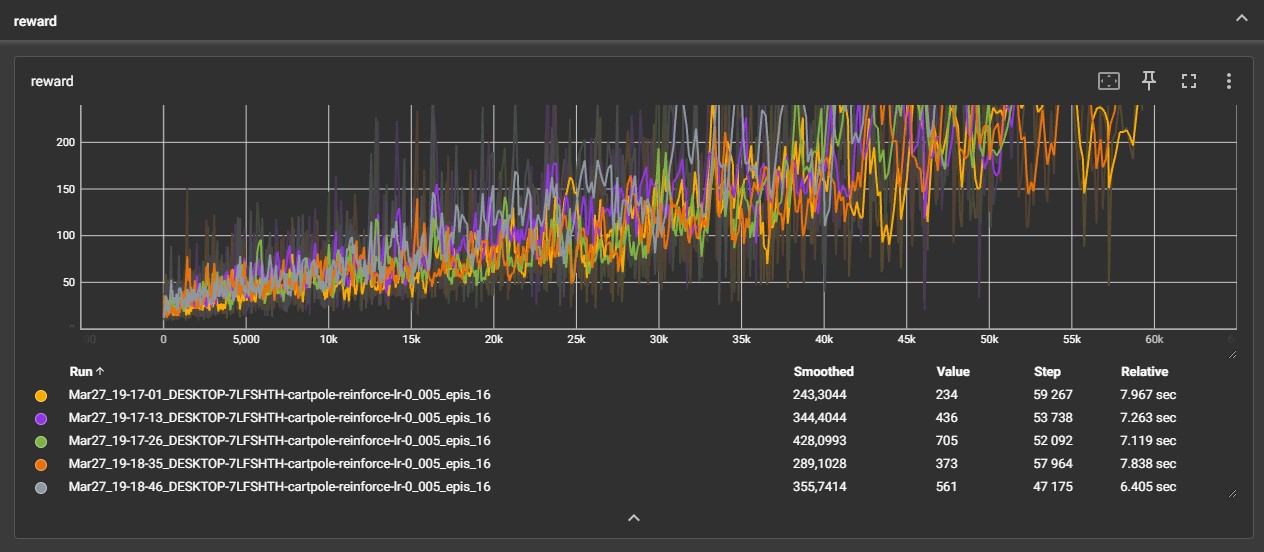 reward
reward
200
150
100
50
0 5,000 10k 15k 20k 25k 30k 35k 40k 45k 50k 55k 60k
Run Smoothed Value Step Relative
Mar27_19-17-01_DESKTOP-7LFSHTH-cartpole-reinforce-lr-0_005_epis_16 243,3044 234 59 267 7.967 sec
Mar27_19-17-13_DESKTOP-7LFSHTH-cartpole-reinforce-lr-0_005_epis_16 344,4044 436 53 738 7.263 sec
Mar27_19-17-26_DESKTOP-7LFSHTH-cartpole-reinforce-lr-0_005_epis_16 428,0993 705 52 092 7.119 sec
Mar27_19-18-35_DESKTOP-7LFSHTH-cartpole-reinforce-lr-0_005_epis_16 289,1028 373 57 964 7.838 sec
Mar27_19-18-46_DESKTOP-7LFSHTH-cartpole-reinforce-lr-0_005_epis_16 355,7414 561 47 175 6.405 sec